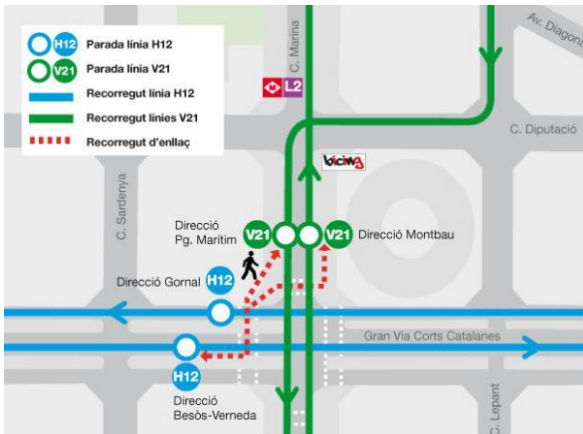 H12 Parada línia H12
V21 Parada línia V21
Recorregut línia H12
Recorregut línies V21
Recorregut d'enllaç
C. Marina
Av. Diagonal
M L2
C. Diputació
bicing
C. Sardenya
Direcció
Pg. Marítim
V21
V21
Direcció Montbau
Direcció Gornal
H12
Gran Via Corts Catalanes
H12
Direcció
Besòs-Verneda
C. Lepant